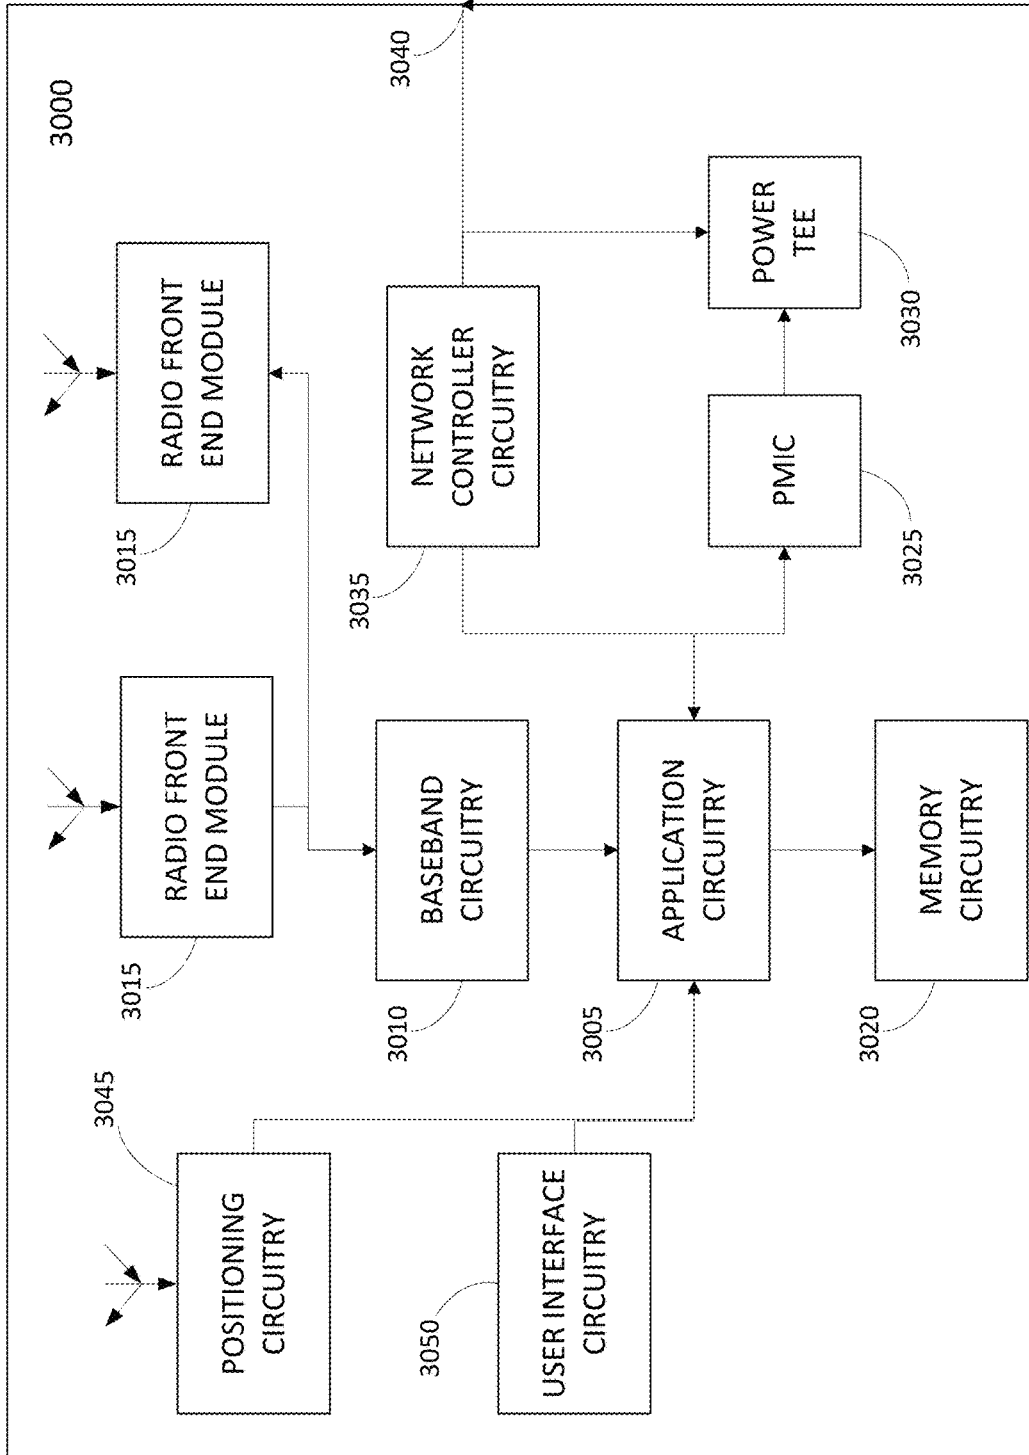 3000
3045
POSITIONING
CIRCUITRY
3050
USER INTERFACE
CIRCUITRY
3015
RADIO FRONT
END MODULE
3010
BASEBAND
CIRCUITRY
3005
APPLICATION
CIRCUITRY
3020
MEMORY
CIRCUITRY
3015
RADIO FRONT
END MODULE
3035
NETWORK
CONTROLLER
CIRCUITRY
3025
PMIC
3030
POWER
TEE
3040